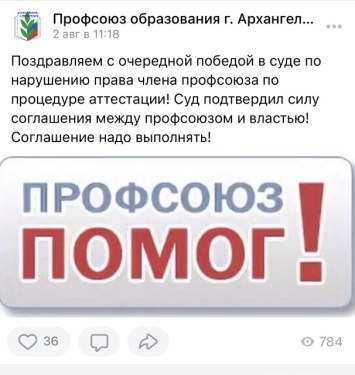 Профсоюз образования г. Архангел...
2 авг в 11:18
Поздравляем с очередной победой в суде по
нарушению права члена профсоюза по
процедуре аттестации! Суд подтвердил силу
соглашения между профсоюзом и властью!
Соглашение надо выполнять!
ПРОФСОЮЗ
ПОМОГ!
36
784